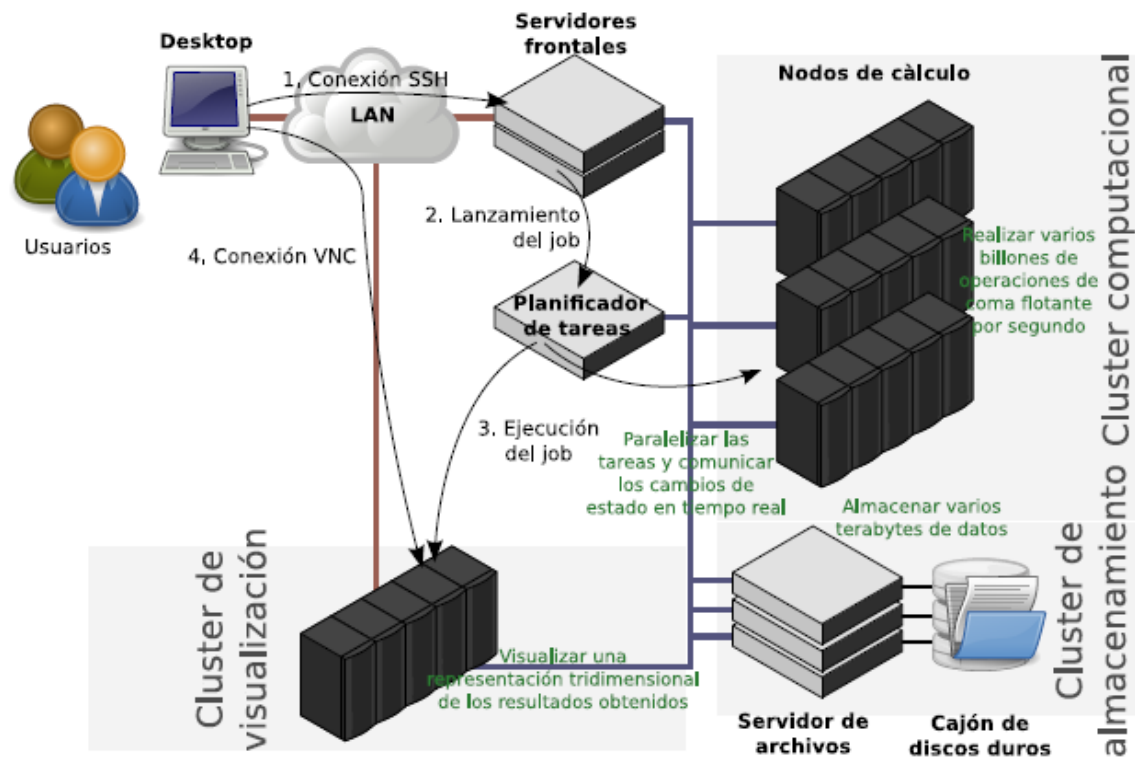 Desktop
Servidores
frontales
1. Conexión SSH
LAN
Usuarios
2. Lanzamiento
del job
4. Conexión VNC
Planificador
de tareas
3. Ejecución
del job
Nodos de càlculo
Realizar varios
billones de
operaciones de
coma flotante
por segundo
Cluster computacional
Paralelizar las
tareas y comunicar
los cambios de
estado en tiempo real
Almacenar varios
terabytes de datos
Cluster de
almacenamiento
Servidor de
archivos
Cajón de
discos duros
Cluster de
visualización
Visualizar una
representación tridimensional
de los resultados obtenidos